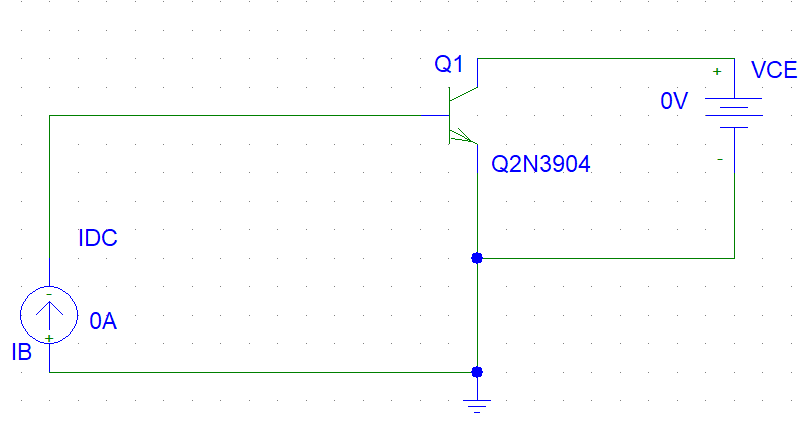 Q1
+
VCE
0V
-
Q2N3904
IDC
-
0A
+
IB